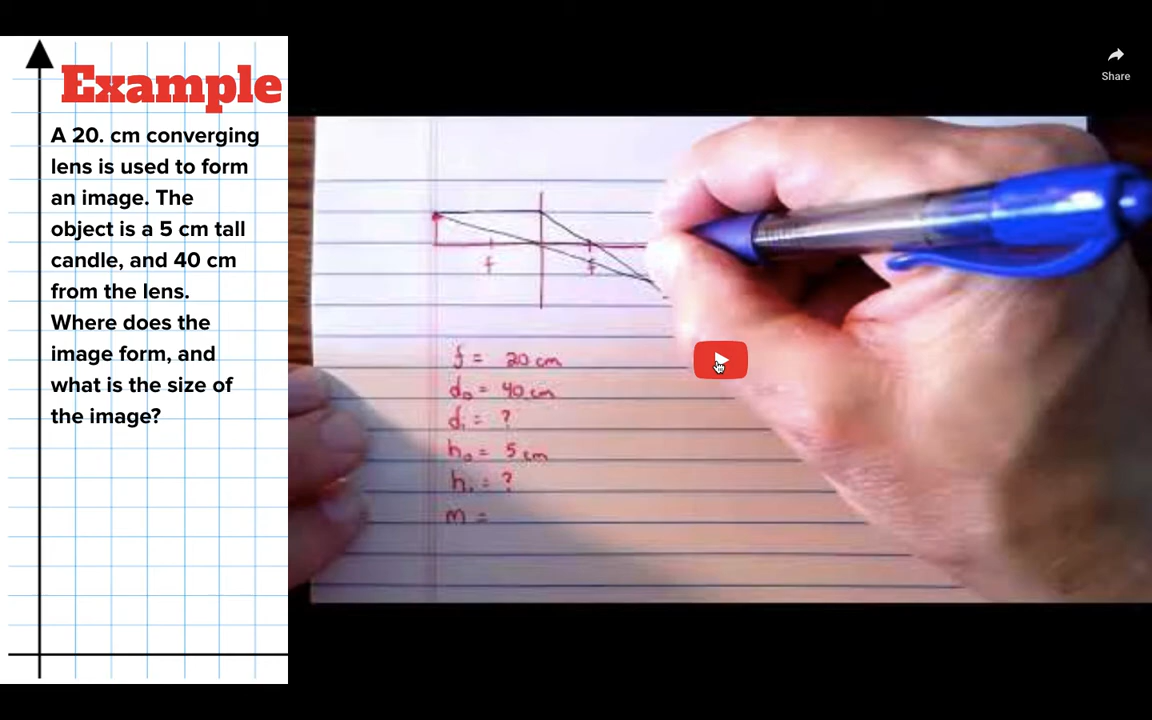 Example
A 20. cm converging
lens is used to form
an image. The
object is a 5 cm tall
candle, and 40 cm
from the lens.
Where does the
image form, and
what is the size of
the image?
Share
f f
f = 20 cm
do = 40 cm
di = ?
ho = 5 cm
hi = ?
m =